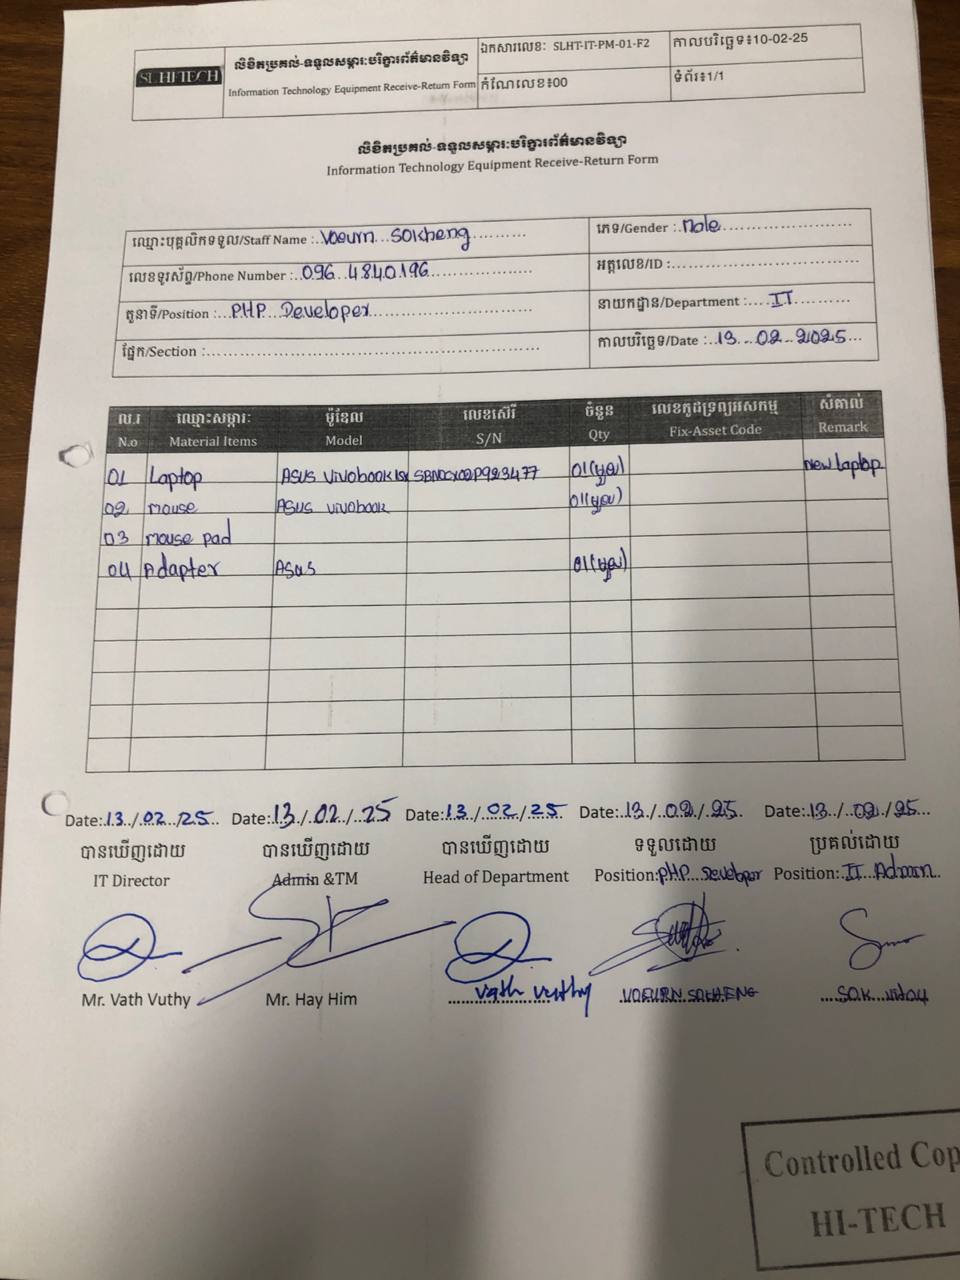 SL HI-TECH
លិខិតប្រគល់-ទទួលសម្ភារៈបរិក្ខារព័ត៌មានវិទ្យា
Information Technology Equipment Receive-Return Form
ឯកសារលេខៈ SLHT-IT-PM-01-F2
កាលបរិច្ឆេទ៖10-02-25
កំណែលេខ៖00
ទំព័រ៖1/1
លិខិតប្រគល់-ទទួលសម្ភារៈបរិក្ខារព័ត៌មានវិទ្យា
Information Technology Equipment Receive-Return Form
ឈ្មោះបុគ្គលិកទទួល/Staff Name : Voeurn Sokheng
ភេទ/Gender : Male
លេខទូរស័ព្ទ/Phone Number : 096 4840196
អត្តលេខ/ID :
តួនាទី/Position : PHP Developer
នាយកដ្ឋាន/Department : IT
ផ្នែក/Section :
កាលបរិច្ឆេទ/Date : 13 02 2025
ល.រ ឈ្មោះសម្ភារៈ ម៉ូឌែល លេខស៊េរី ចំនួន លេខកូដទ្រព្យអសកម្ម សំគាល់
N.o Material Items Model S/N Qty Fix-Asset Code Remark
01 Laptop ASUS Vivobook 01(មួយ) New laptop
02 mouse ASUS vivobook 01(មួយ)
03 mouse pad
04 Adapter ASUS 01(មួយ)
Date: 13/02/25 Date: 13/02/25 Date: 13/02/25 Date: 13/02/25 Date: 13/02/25
បានឃើញដោយ បានឃើញដោយ បានឃើញដោយ ទទួលដោយ ប្រគល់ដោយ
IT Director Admin &TM Head of Department Position: PHP Developer Position: IT Admin
Mr. Vath Vuthy Mr. Hay Him Vath Vuthy VOEURN SOKHENG SOK
Controlled Cop
HI-TECH